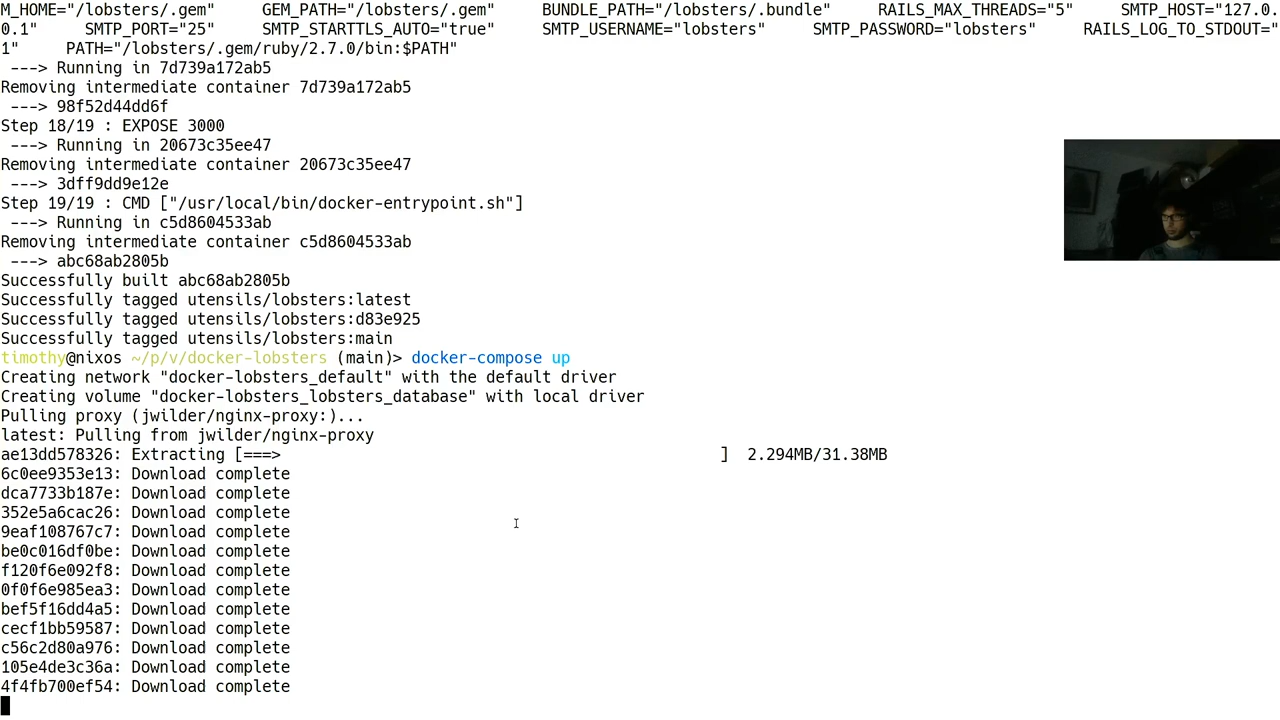 M_HOME="/lobsters/.gem"     GEM_PATH="/lobsters/.gem"     BUNDLE_PATH="/lobsters/.bundle"     RAILS_MAX_THREADS="5"     SMTP_HOST="127.0.
0.1"     SMTP_PORT="25"     SMTP_STARTTLS_AUTO="true"     SMTP_USERNAME="lobsters"     SMTP_PASSWORD="lobsters"     RAILS_LOG_TO_STDOUT="
1"     PATH="/lobsters/.gem/ruby/2.7.0/bin:$PATH"
 ---> Running in 7d739a172ab5
Removing intermediate container 7d739a172ab5
 ---> 98f52d44dd6f
Step 18/19 : EXPOSE 3000
 ---> Running in 20673c35ee47
Removing intermediate container 20673c35ee47
 ---> 3dff9dd9e12e
Step 19/19 : CMD ["/usr/local/bin/docker-entrypoint.sh"]
 ---> Running in c5d8604533ab
Removing intermediate container c5d8604533ab
 ---> abc68ab2805b
Successfully built abc68ab2805b
Successfully tagged utensils/lobsters:latest
Successfully tagged utensils/lobsters:d83e925
Successfully tagged utensils/lobsters:main
timothy@nixos ~/p/v/docker-lobsters (main)> docker-compose up
Creating network "docker-lobsters_default" with the default driver
Creating volume "docker-lobsters_lobsters_database" with local driver
Pulling proxy (jwilder/nginx-proxy:)...
latest: Pulling from jwilder/nginx-proxy
ae13dd578326: Extracting [===>                                               ]  2.294MB/31.38MB
6c0ee9353e13: Download complete
dca7733b187e: Download complete
352e5a6cac26: Download complete
9eaf108767c7: Download complete
be0c016df0be: Download complete
f120f6e092f8: Download complete
0f0f6e985ea3: Download complete
bef5f16dd4a5: Download complete
cecf1bb59587: Download complete
c56c2d80a976: Download complete
105e4de3c36a: Download complete
4f4fb700ef54: Download complete